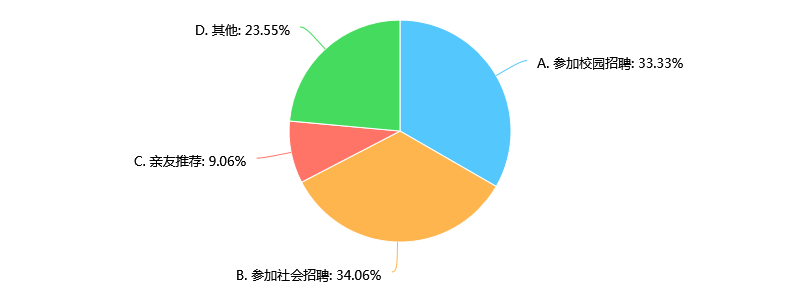 D. 其他: 23.55%
A. 参加校园招聘: 33.33%
C. 亲友推荐: 9.06%
B. 参加社会招聘: 34.06%